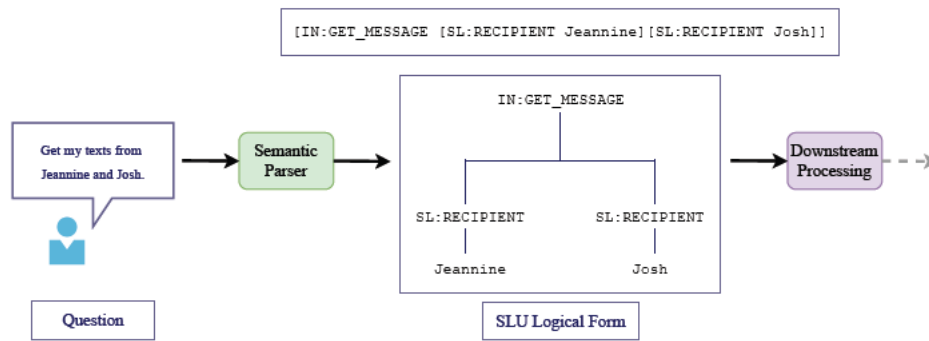 [IN:GET_MESSAGE [SL:RECIPIENT Jeannine][SL:RECIPIENT Josh]]
IN:GET_MESSAGE
Get my texts from
Jeannine and Josh.
Semantic
Parser
Downstream
Processing
SL:RECIPIENT SL:RECIPIENT
Jeannine Josh
Question
SLU Logical Form